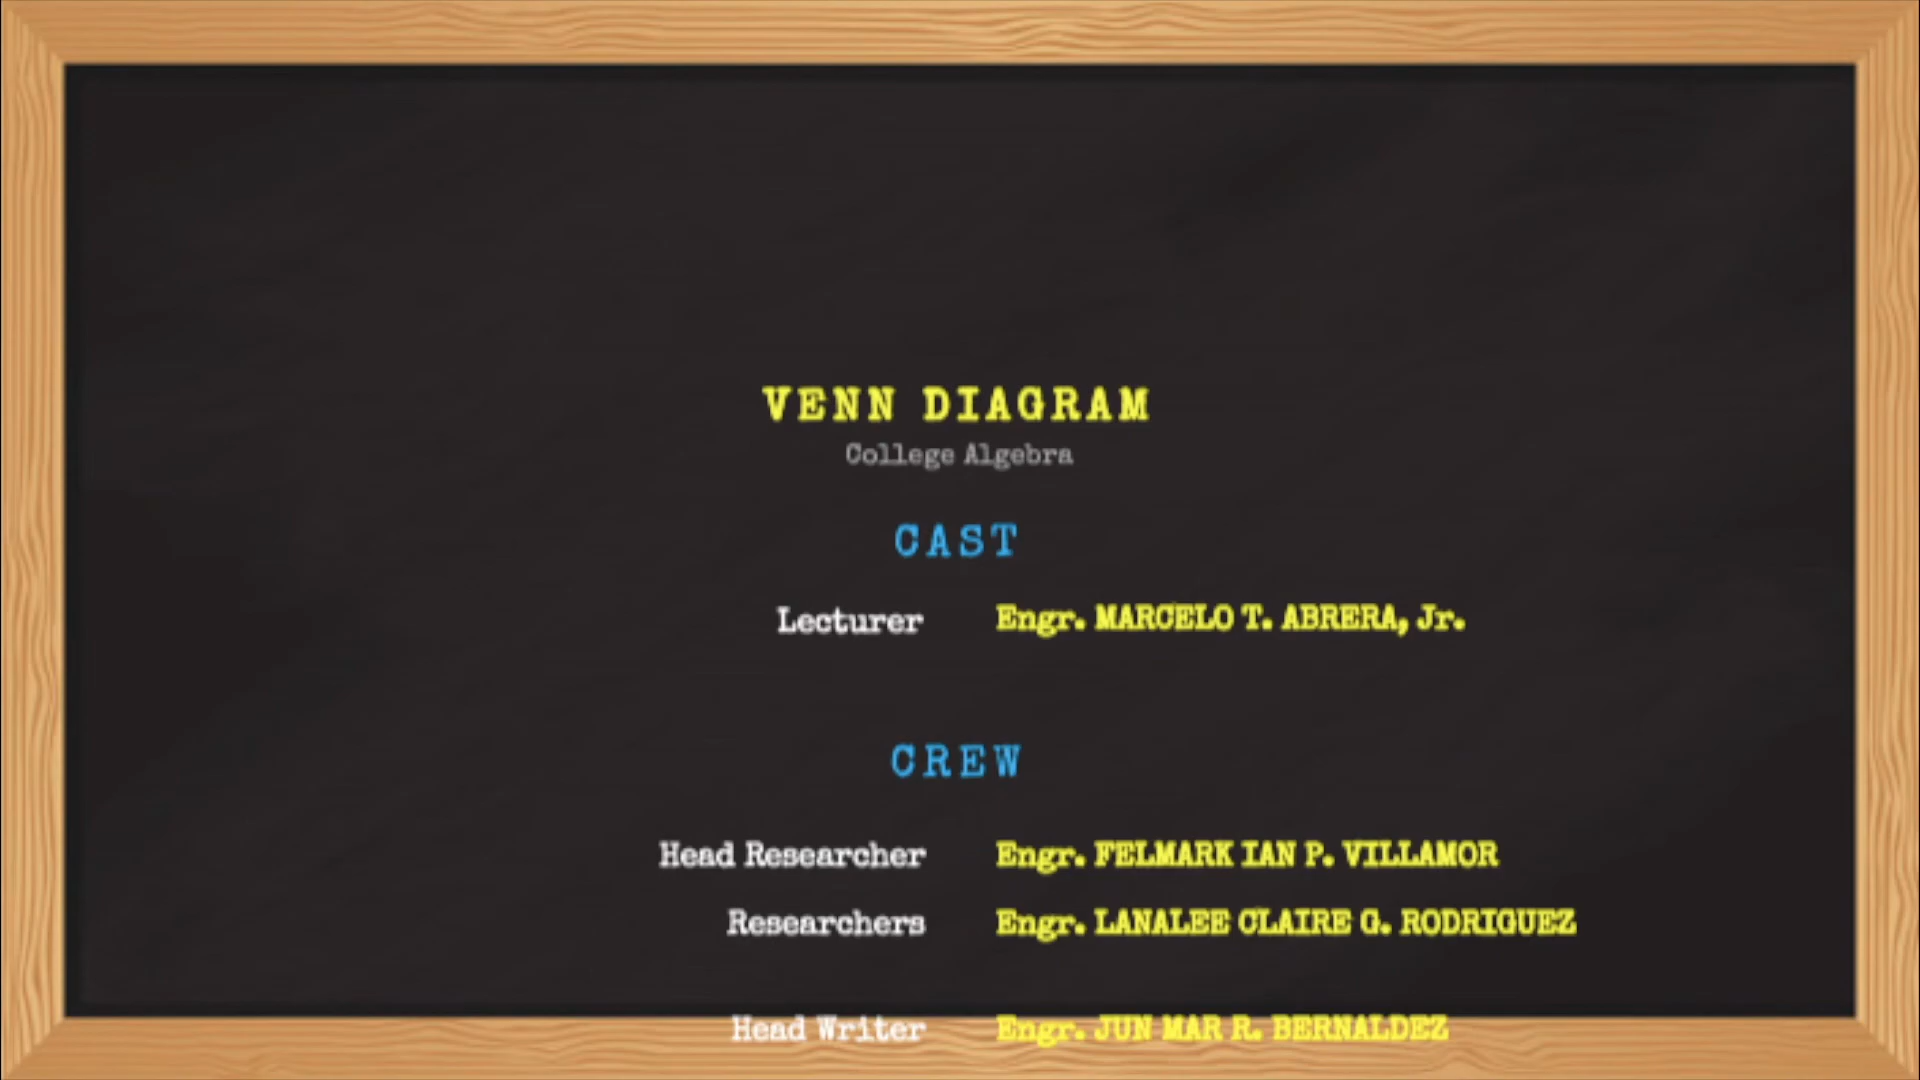 VENN DIAGRAM
College Algebra
CAST
Lecturer Engr. MARCELO T. ABRERA, Jr.
CREW
Head Researcher Engr. FELMARK IAN P. VILLAMOR
Researchers Engr. LANALEE CLAIRE G. RODRIGUEZ
Head Writer Engr. JUN MAR R. BERNALDEZ